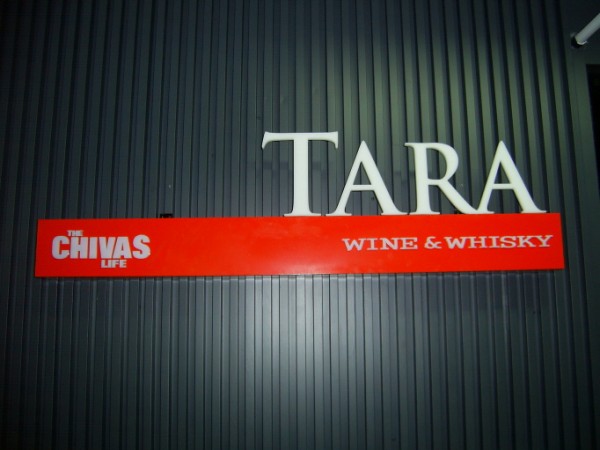 TARA
THE
CHIVAS
LIFE
WINE & WHISKY